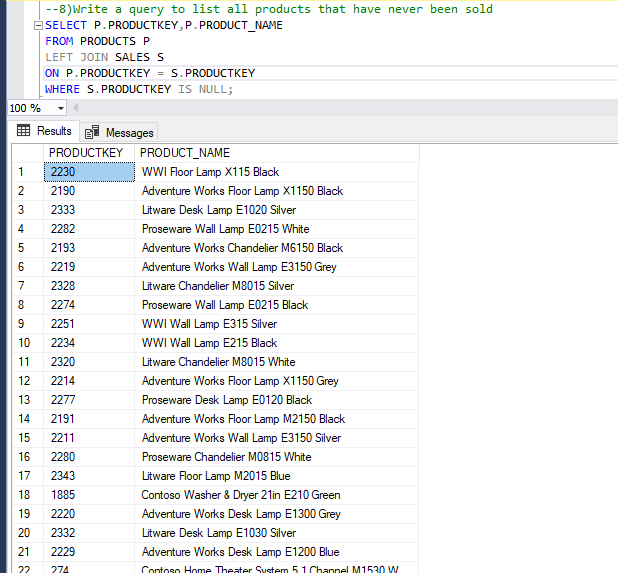 --8)Write a query to list all products that have never been sold
SELECT P.PRODUCTKEY,P.PRODUCT_NAME
FROM PRODUCTS P
LEFT JOIN SALES S
ON P.PRODUCTKEY = S.PRODUCTKEY
WHERE S.PRODUCTKEY IS NULL;
100 %
Results Messages
PRODUCTKEY PRODUCT_NAME
1 2230 WWI Floor Lamp X115 Black
2 2190 Adventure Works Floor Lamp X1150 Black
3 2333 Litware Desk Lamp E1020 Silver
4 2282 Proseware Wall Lamp E0215 White
5 2193 Adventure Works Chandelier M6150 Black
6 2219 Adventure Works Wall Lamp E3150 Grey
7 2328 Litware Chandelier M8015 Silver
8 2274 Proseware Wall Lamp E0215 Black
9 2251 WWI Wall Lamp E315 Silver
10 2234 WWI Wall Lamp E215 Black
11 2320 Litware Chandelier M8015 White
12 2214 Adventure Works Floor Lamp X1150 Grey
13 2277 Proseware Desk Lamp E0120 Black
14 2191 Adventure Works Floor Lamp M2150 Black
15 2211 Adventure Works Wall Lamp E3150 Silver
16 2280 Proseware Chandelier M0815 White
17 2343 Litware Floor Lamp M2015 Blue
18 1885 Contoso Washer & Dryer 21in E210 Green
19 2220 Adventure Works Desk Lamp E1300 Grey
20 2332 Litware Desk Lamp E1030 Silver
21 2229 Adventure Works Desk Lamp E1200 Blue
22 274 Contoso Home Theater System 5.1 Channel M1530 W